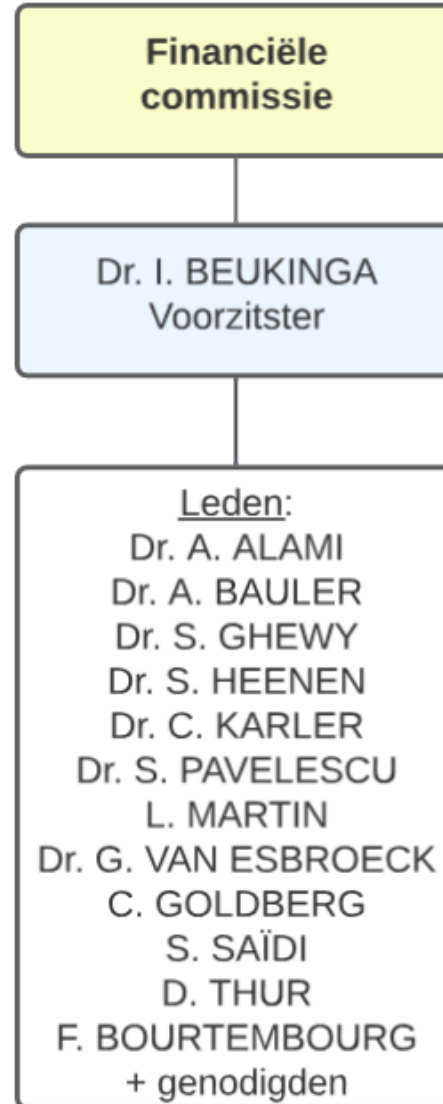 Financiële
commissie
Dr. I. BEUKINGA
Voorzitster
Leden:
Dr. A. ALAMI
Dr. A. BAULER
Dr. S. GHEWY
Dr. S. HEENEN
Dr. C. KARLER
Dr. S. PAVELESCU
L. MARTIN
Dr. G. VAN ESBROECK
C. GOLDBERG
S. SAÏDI
D. THUR
F. BOURTEMBOURG
+ genodigden